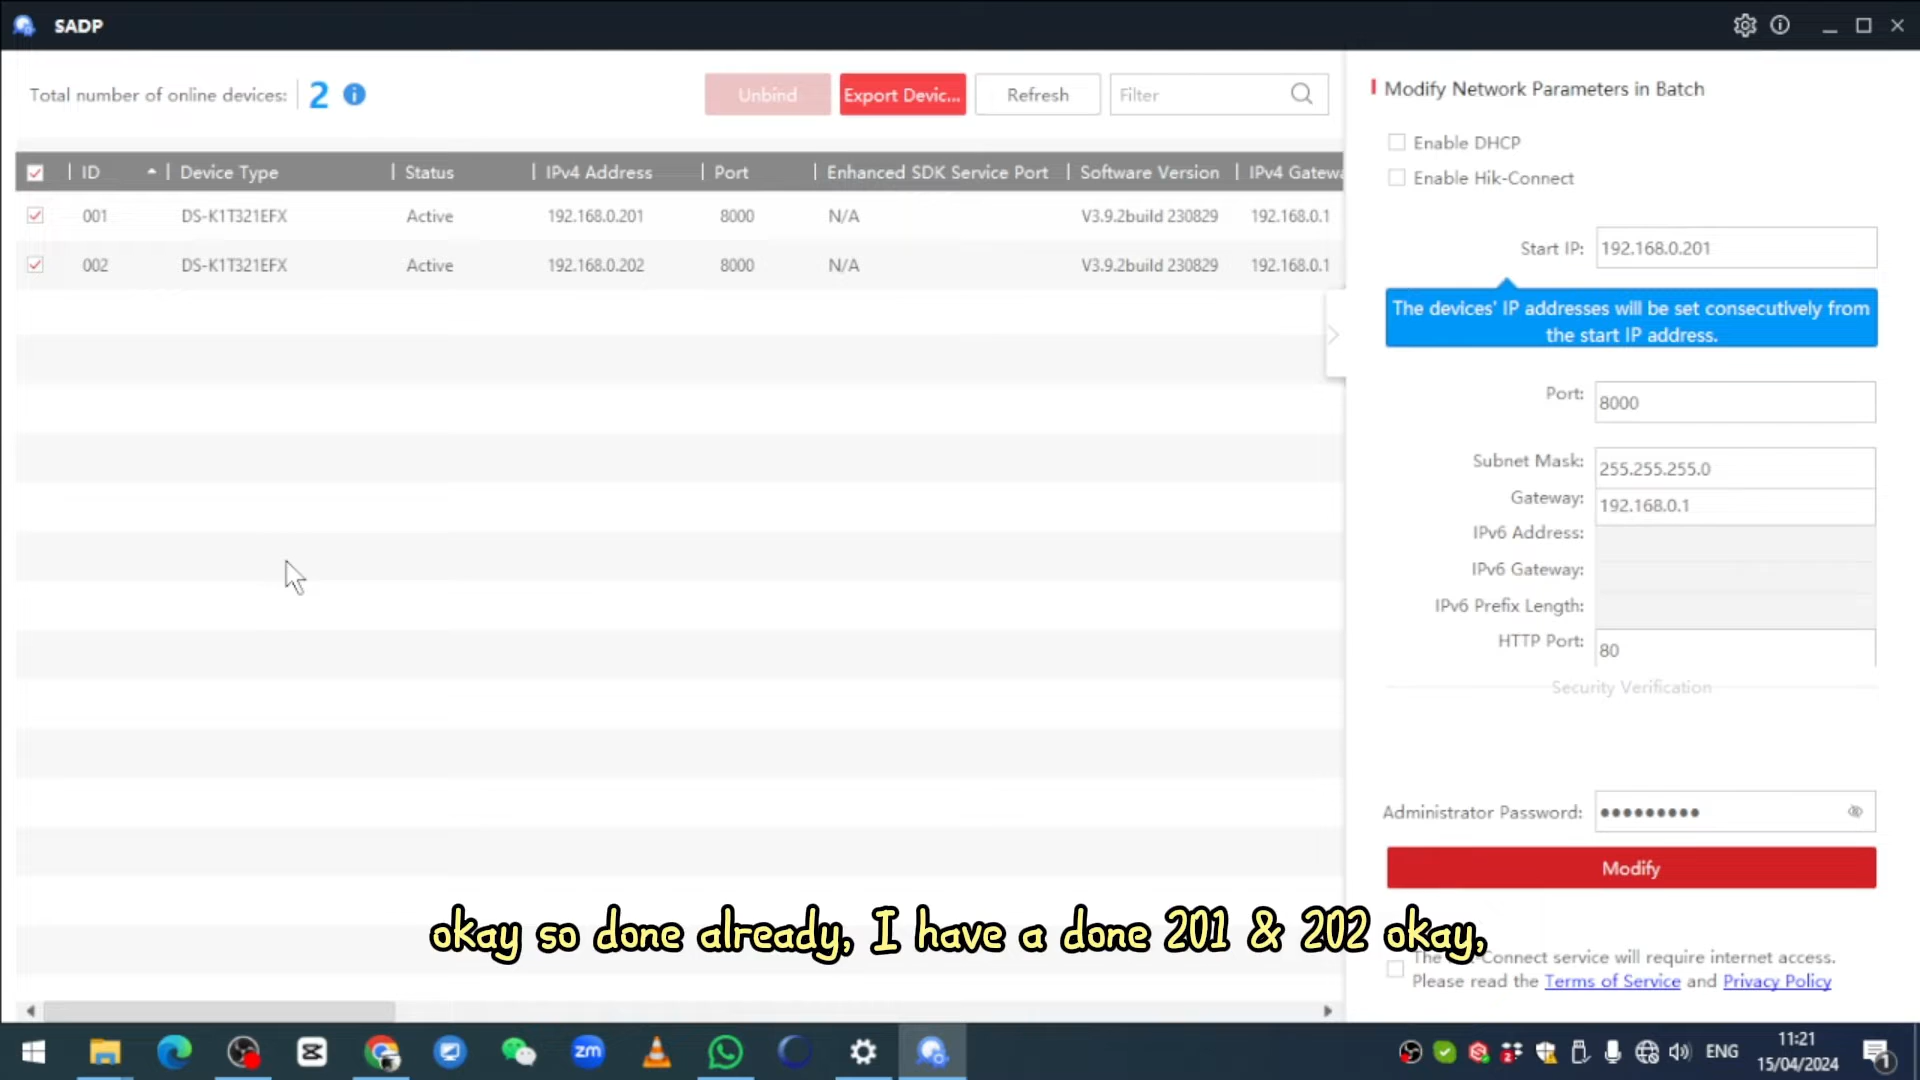 SADP
Total number of online devices: 2
Unbind
Export Devic...
Refresh
Filter
ID Device Type Status IPv4 Address Port Enhanced SDK Service Port Software Version IPv4 Gatewa
001 DS-K1T321EFX Active 192.168.0.201 8000 N/A V3.9.2build 230829 192.168.0.1
002 DS-K1T321EFX Active 192.168.0.202 8000 N/A V3.9.2build 230829 192.168.0.1
Modify Network Parameters in Batch
Enable DHCP
Enable Hik-Connect
Start IP: 192.168.0.201
The devices' IP addresses will be set consecutively from
the start IP address.
Port: 8000
Subnet Mask: 255.255.255.0
Gateway: 192.168.0.1
IPv6 Address:
IPv6 Gateway:
IPv6 Prefix Length:
HTTP Port: 80
Security Verification
Administrator Password: ●●●●●●●●●
Modify
okay so done already, I have a done 201 & 202 okay,
The -Connect service will require internet access.
Please read the Terms of Service and Privacy Policy
zm
ENG
11:21
15/04/2024
1